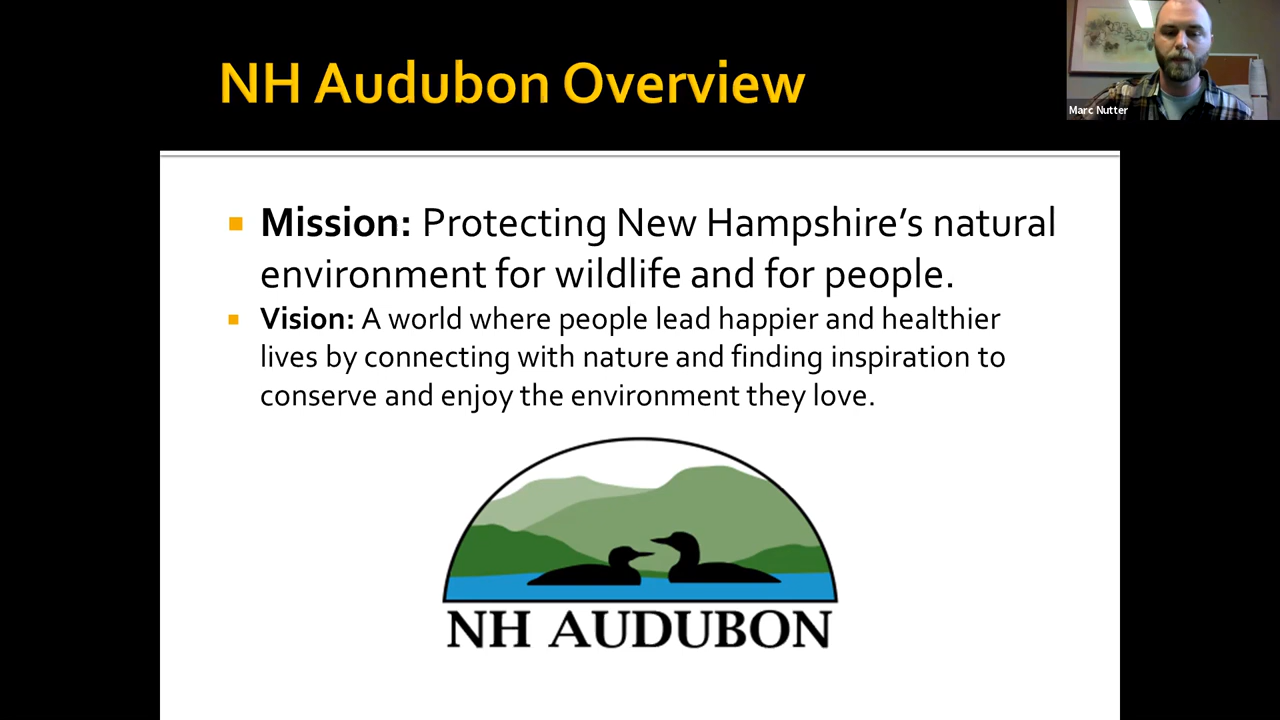 NH Audubon Overview
Marc Nutter
Mission: Protecting New Hampshire’s natural
environment for wildlife and for people.
Vision: A world where people lead happier and healthier
lives by connecting with nature and finding inspiration to
conserve and enjoy the environment they love.
NH AUDUBON